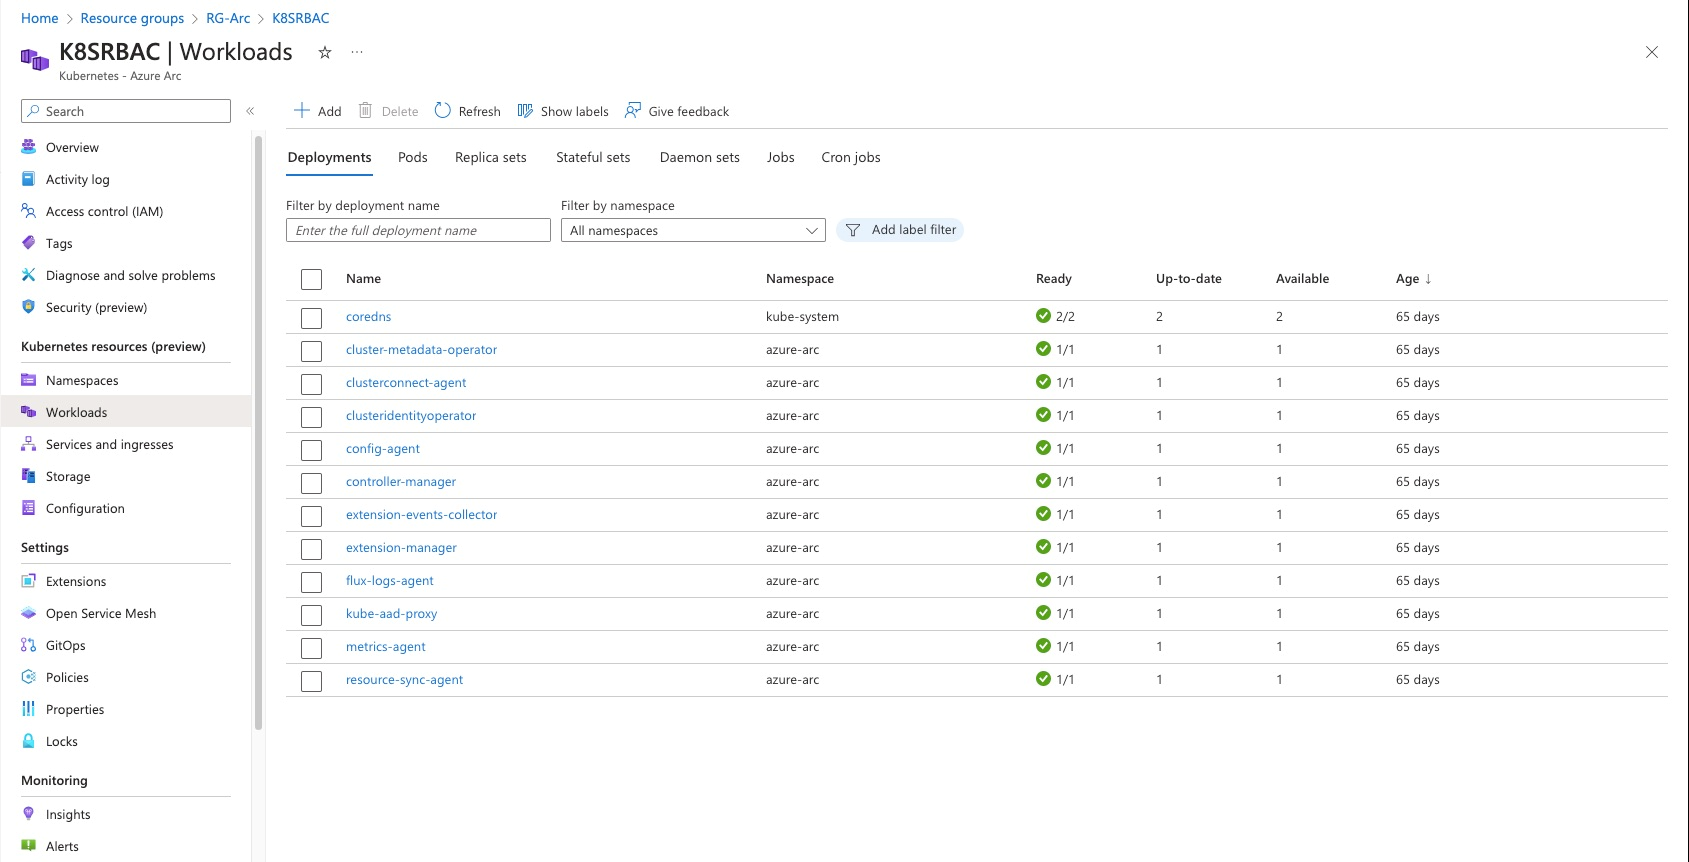 Home > Resource groups > RG-Arc > K8SRBAC
K8SRBAC | Workloads
Kubernetes - Azure Arc
Search
Overview
Activity log
Access control (IAM)
Tags
Diagnose and solve problems
Security (preview)
Kubernetes resources (preview)
Namespaces
Workloads
Services and ingresses
Storage
Configuration
Settings
Extensions
Open Service Mesh
GitOps
Policies
Properties
Locks
Monitoring
Insights
Alerts
Add Delete Refresh Show labels Give feedback
Deployments Pods Replica sets Stateful sets Daemon sets Jobs Cron jobs
Filter by deployment name Filter by namespace
Enter the full deployment name All namespaces Add label filter
Name Namespace Ready Up-to-date Available Age ↓
coredns kube-system 2/2 2 2 65 days
cluster-metadata-operator azure-arc 1/1 1 1 65 days
clusterconnect-agent azure-arc 1/1 1 1 65 days
clusteridentityoperator azure-arc 1/1 1 1 65 days
config-agent azure-arc 1/1 1 1 65 days
controller-manager azure-arc 1/1 1 1 65 days
extension-events-collector azure-arc 1/1 1 1 65 days
extension-manager azure-arc 1/1 1 1 65 days
flux-logs-agent azure-arc 1/1 1 1 65 days
kube-aad-proxy azure-arc 1/1 1 1 65 days
metrics-agent azure-arc 1/1 1 1 65 days
resource-sync-agent azure-arc 1/1 1 1 65 days